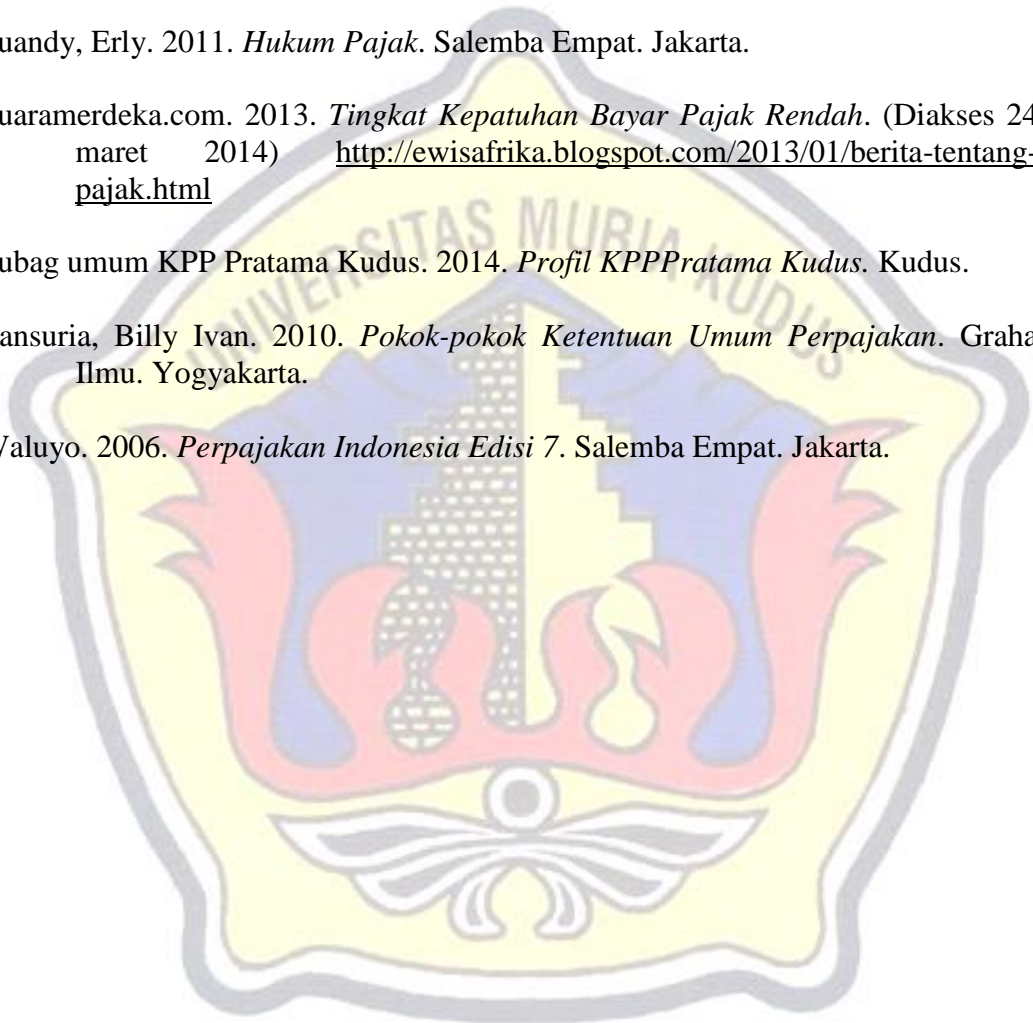 uandy, Erly. 2011. Hukum Pajak. Salemba Empat. Jakarta.
uaramerdeka.com. 2013. Tingkat Kepatuhan Bayar Pajak Rendah. (Diakses 24
maret 2014) http://ewisafrika.blogspot.com/2013/01/berita-tentang-
pajak.html
ubag umum KPP Pratama Kudus. 2014. Profil KPPPratama Kudus. Kudus.
ansuria, Billy Ivan. 2010. Pokok-pokok Ketentuan Umum Perpajakan. Graha
Ilmu. Yogyakarta.
Valuyo. 2006. Perpajakan Indonesia Edisi 7. Salemba Empat. Jakarta.
UNIVERSITAS MURIA KUDUS